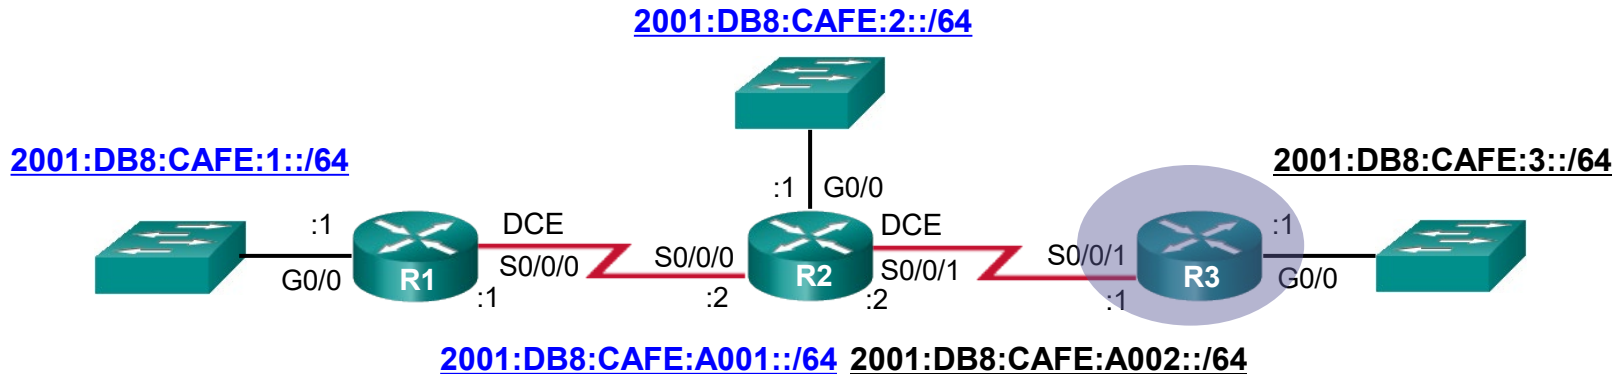 2001:DB8:CAFE:2::/64
2001:DB8:CAFE:1::/64
2001:DB8:CAFE:3::/64
:1 G0/0
:1 DCE DCE :1
S0/0/0 S0/0/0 S0/0/1 S0/0/1
G0/0 R1 R2 R3 G0/0
:1 :2 :2 :1
2001:DB8:CAFE:A001::/64 2001:DB8:CAFE:A002::/64